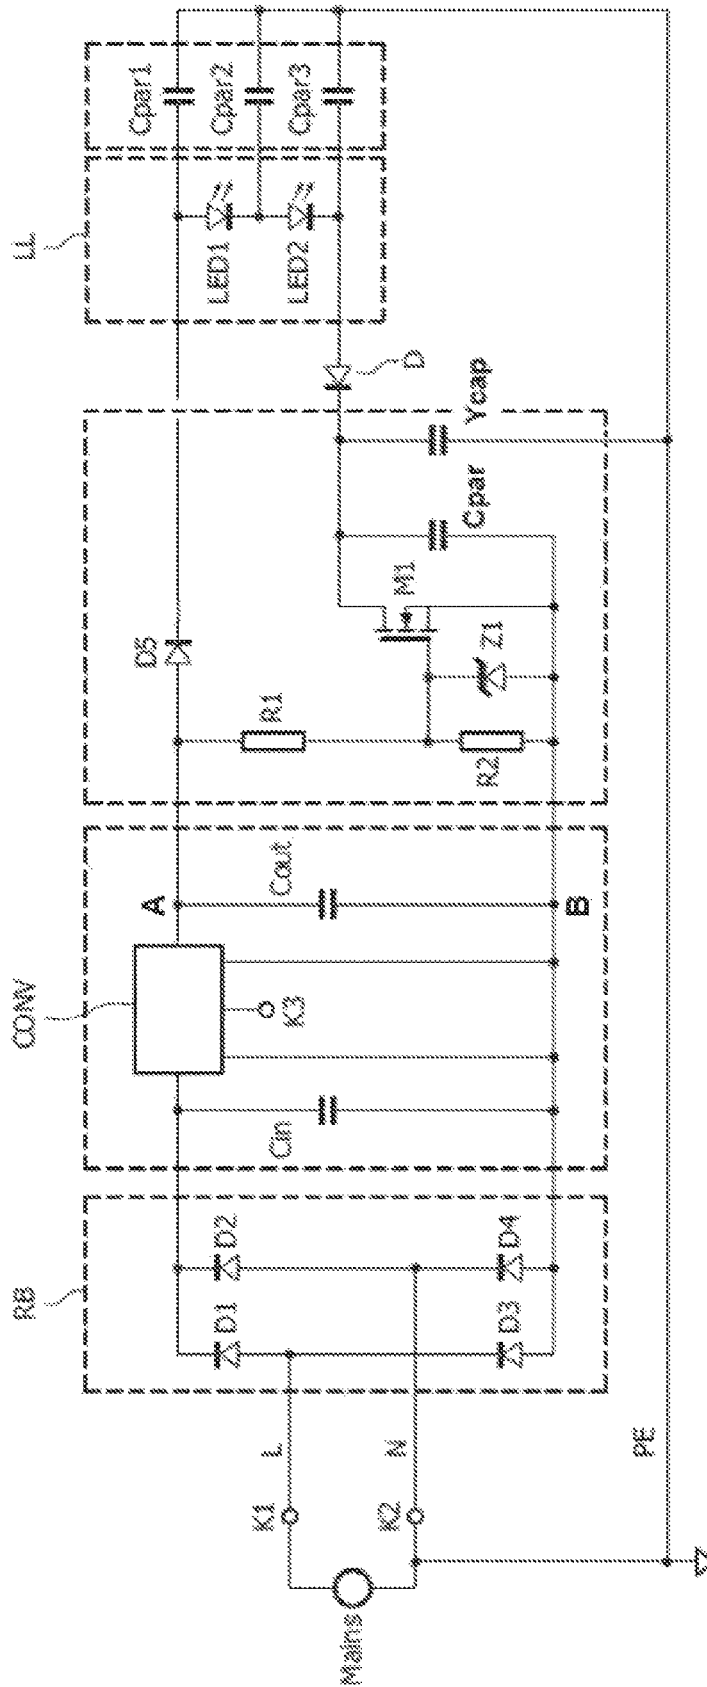 RB
CONV
LL
Mains
K1
K2
L
N
PE
D1
D2
D3
D4
Cin
K3
A
B
Cout
D5
R1
R2
Z1
M1
Cpar
Ycap
D
LED1
LED2
Cpar1
Cpar2
Cpar3